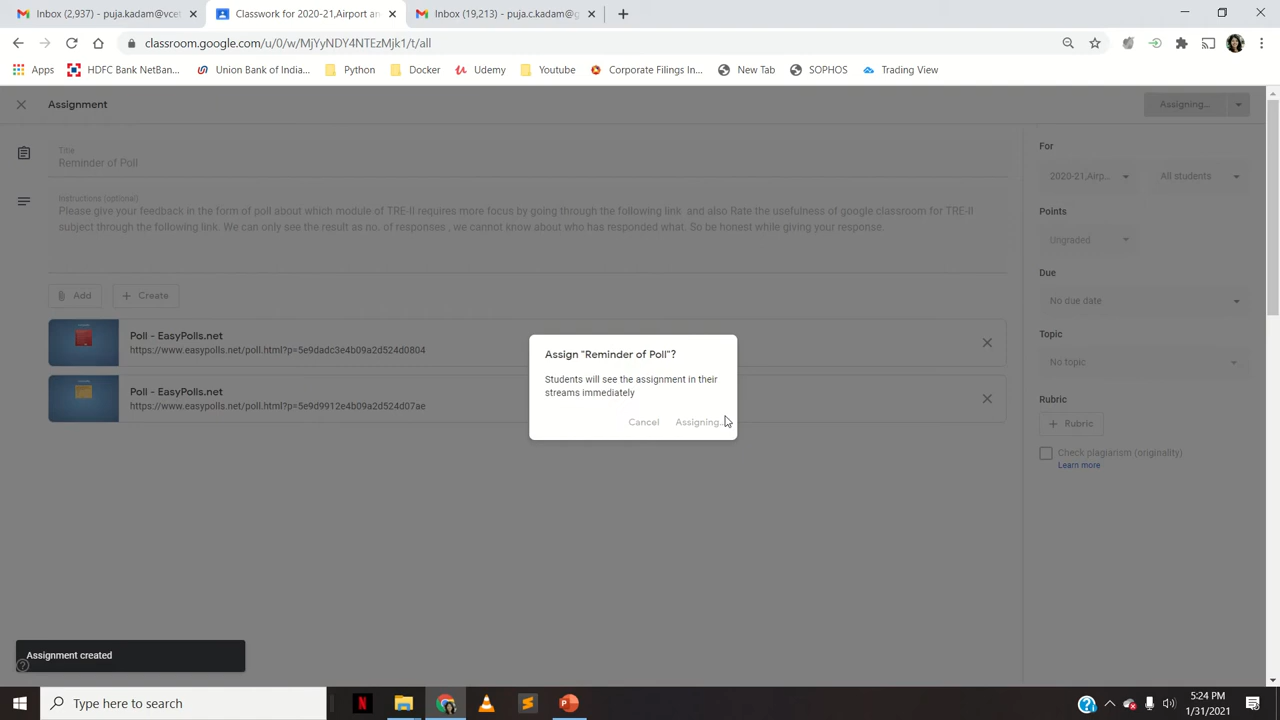 Inbox (2,937) - puja.kadam@vcet
Classwork for 2020-21,Airport an
Inbox (19,213) - puja.c.kadam@g
classroom.google.com/u/0/w/MjYyNDY4NTEzMjk1/t/all
Apps
HDFC Bank NetBan...
Union Bank of India...
Python
Docker
Udemy
Youtube
Corporate Filings In...
New Tab
SOPHOS
Trading View
Assignment
Assigning...
Title
Reminder of Poll
Instructions (optional)
Please give your feedback in the form of poll about which module of TRE-II requires more focus by going through the following link and also Rate the usefulness of google classroom for TRE-II
subject through the following link. We can only see the result as no. of responses , we cannot know about who has responded what. So be honest while giving your response.
Add
Create
Poll - EasyPolls.net
https://www.easypolls.net/poll.html?p=5e9dadc3e4b09a2d524d0804
Poll - EasyPolls.net
https://www.easypolls.net/poll.html?p=5e9d9912e4b09a2d524d07ae
For
2020-21,Airp...
All students
Points
Ungraded
Due
No due date
Topic
No topic
Rubric
Rubric
Check plagiarism (originality)
Learn more
Assign "Reminder of Poll"?
Students will see the assignment in their
streams immediately
Cancel
Assigning...
Assignment created
Type here to search
5:24 PM
1/31/2021